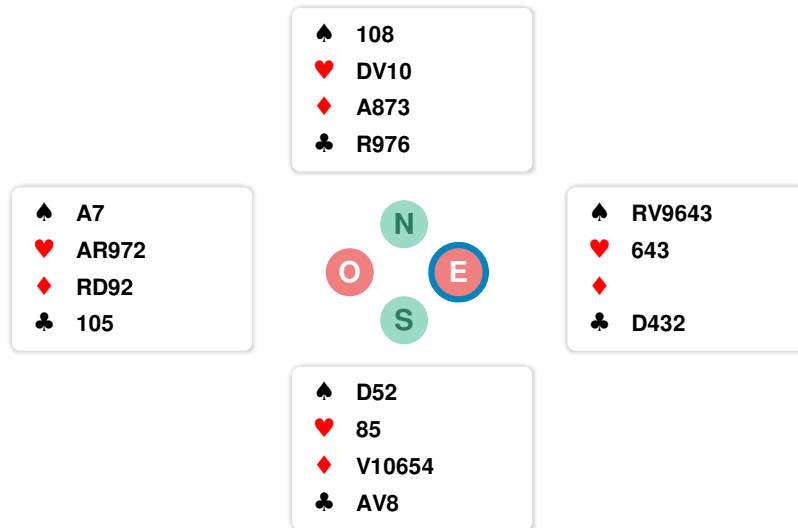 ♠ 108
♥ DV10
♦ A873
♣ R976
♠ A7
♥ AR972
♦ RD92
♣ 105
N
O
E
S
♠ RV9643
♥ 643
♦
♣ D432
♠ D52
♥ 85
♦ V10654
♣ AV8